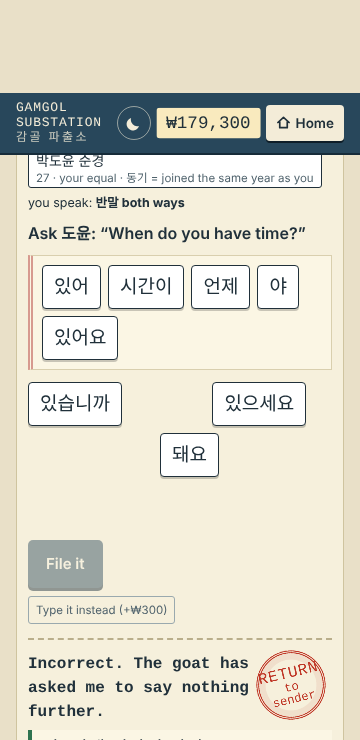 GAMGOL
SUBSTATION
감골 파출소
₩179,300
Home
박도윤 순경
27 · your equal · 동기 = joined the same year as you
you speak: 반말 both ways
Ask 도윤: “When do you have time?”
있어 시간이 언제 야
있어요
있습니까 있으세요
돼요
File it
Type it instead (+₩300)
Incorrect. The goat has
asked me to say nothing
further.
RETURN
to
sender